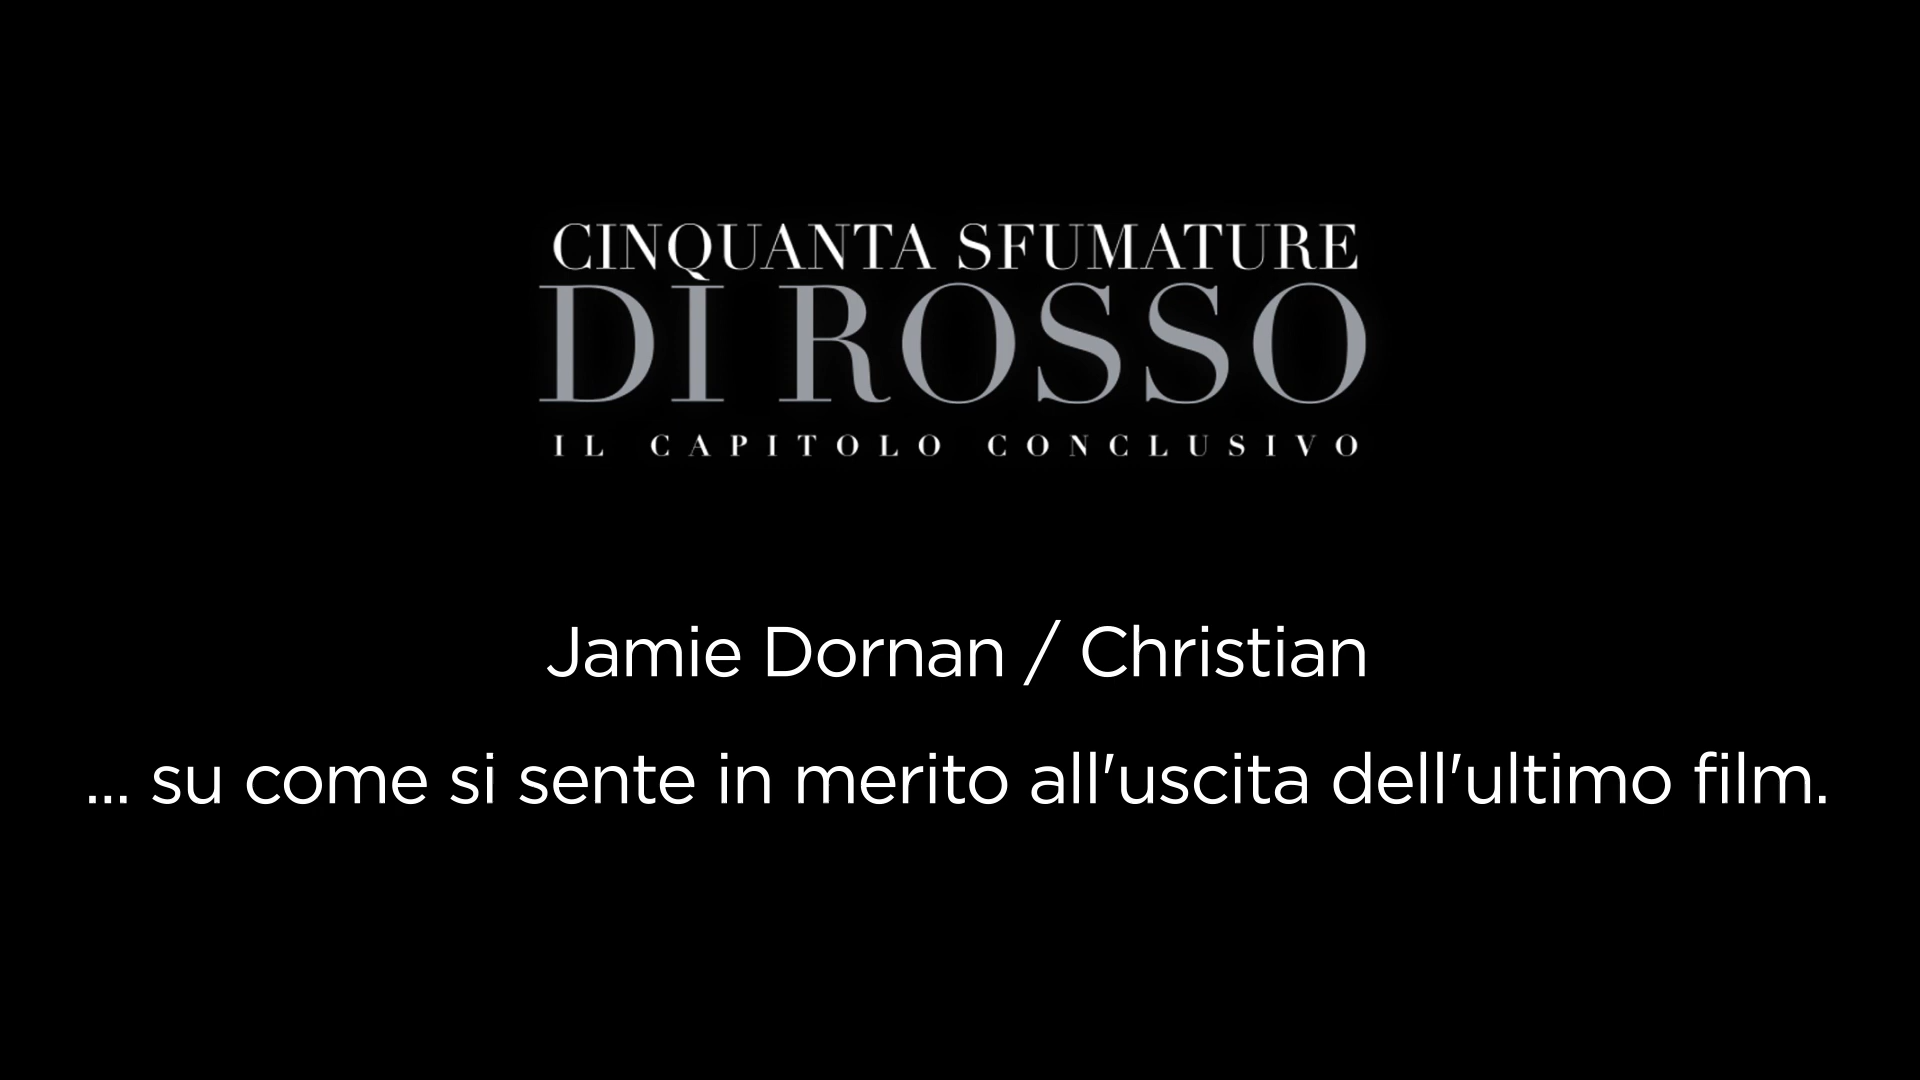 CINQUANTA SFUMATURE
DI ROSSO
IL CAPITOLO CONCLUSIVO
Jamie Dornan / Christian
... su come si sente in merito all'uscita dell'ultimo film.